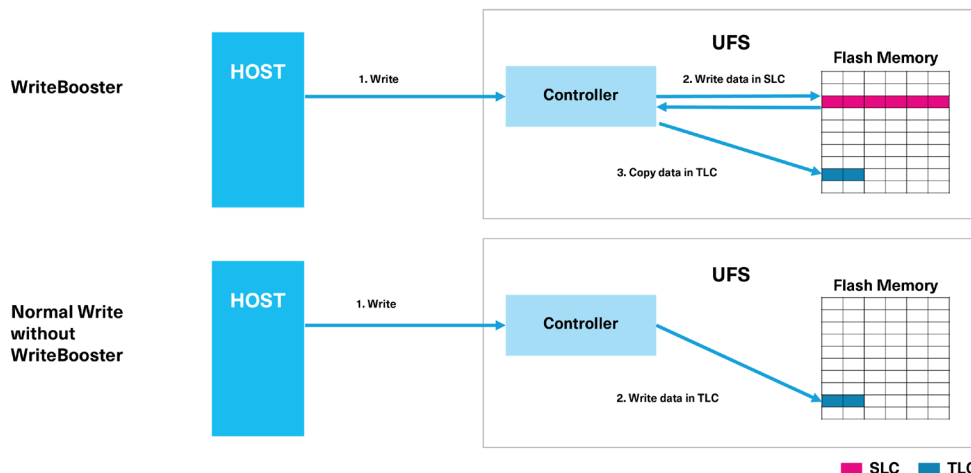 WriteBooster
HOST
1. Write
UFS
Controller
2. Write data in SLC
Flash Memory
3. Copy data in TLC
Normal Write
without
WriteBooster
HOST
1. Write
UFS
Controller
Flash Memory
2. Write data in TLC
SLC
TLC